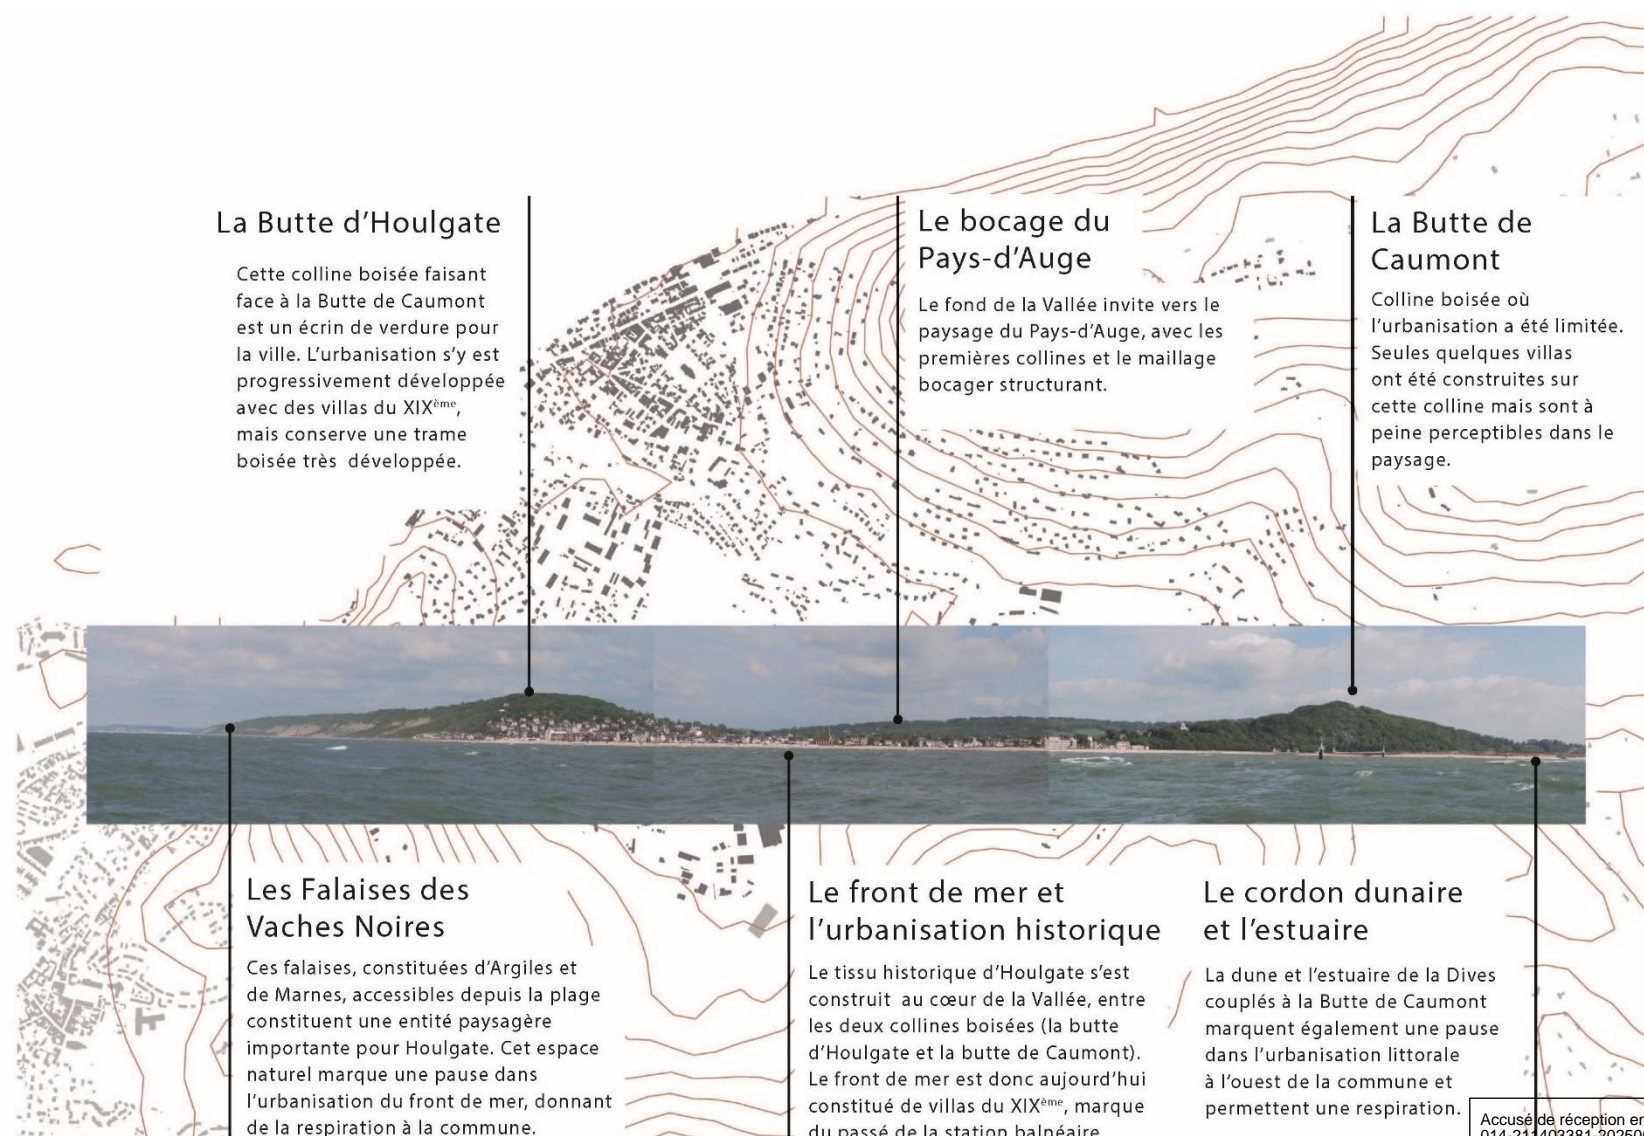 La Butte d'Houlgate
Cette colline boisée faisant
face à la Butte de Caumont
est un écrin de verdure pour
la ville. L'urbanisation s'y est
progressivement développée
avec des villas du XIXème,
mais conserve une trame
boisée très développée.
Le bocage du
Pays-d'Auge
Le fond de la Vallée invite vers le
paysage du Pays-d'Auge, avec les
premières collines et le maillage
bocager structurant.
La Butte de
Caumont
Colline boisée où
l'urbanisation a été limitée.
Seules quelques villas
ont été construites sur
cette colline mais sont à
peine perceptibles dans le
paysage.
Les Falaises des
Vaches Noires
Ces falaises, constituées d'Argiles et
de Marnes, accessibles depuis la plage
constituent une entité paysagère
importante pour Houlgate. Cet espace
naturel marque une pause dans
l'urbanisation du front de mer, donnant
de la respiration à la commune.
Le front de mer et
l'urbanisation historique
Le tissu historique d'Houlgate s'est
construit au cœur de la Vallée, entre
les deux collines boisées (la butte
d'Houlgate et la butte de Caumont).
Le front de mer est donc aujourd'hui
constitué de villas du XIXème, marque
du passé de la station balnéaire
Le cordon dunaire
et l'estuaire
La dune et l'estuaire de la Dives
couplés à la Butte de Caumont
marquent également une pause
dans l'urbanisation littorale
à l'ouest de la commune et
permettent une respiration.
Accusé de réception en